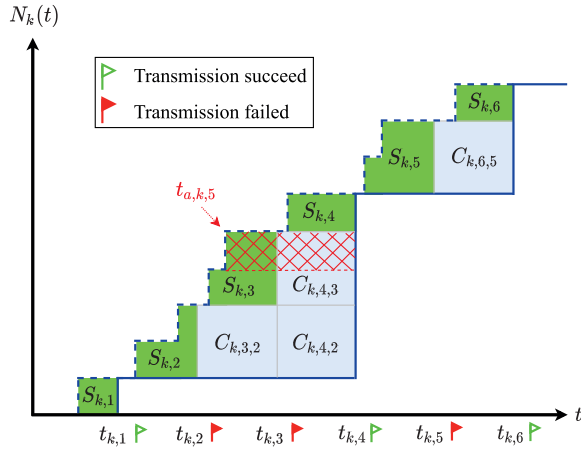 N_k(t)
Transmission succeed
Transmission failed
S_{k,6}
S_{k,5}
C_{k,6,5}
t_{a,k,5}
S_{k,4}
S_{k,3}
C_{k,4,3}
S_{k,2}
C_{k,3,2}
C_{k,4,2}
S_{k,1}
t
t_{k,1}
t_{k,2}
t_{k,3}
t_{k,4}
t_{k,5}
t_{k,6}